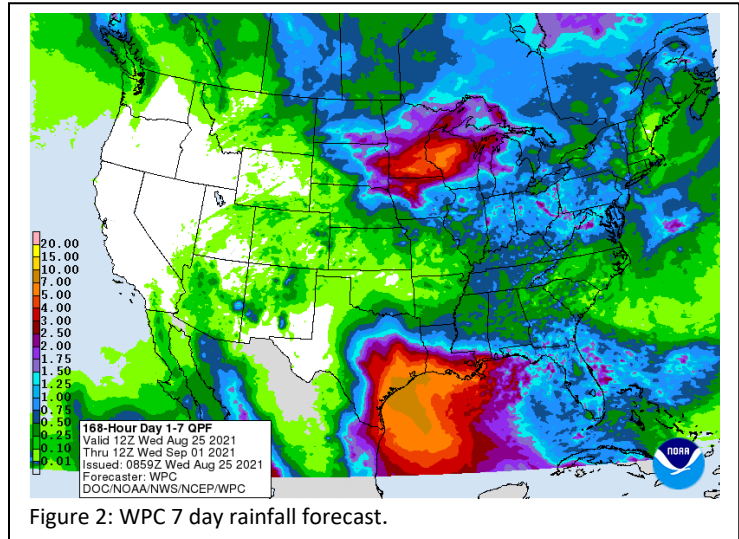 20.00
15.00
10.00
7.00
5.00
4.00
3.00
2.50
2.00
1.75
1.50
1.25
1.00
0.75
0.50
0.25
0.10
0.01
168-Hour Day 1-7 QPF
Valid 12Z Wed Aug 25 2021
Thru 12Z Wed Sep 01 2021
Issued: 0859Z Wed Aug 25 2021
Forecaster: WPC
DOC/NOAA/NWS/NCEP/WPC
NOAA
Figure 2: WPC 7 day rainfall forecast.